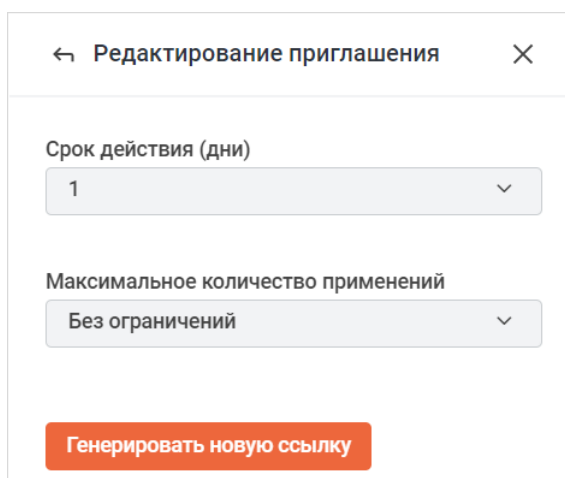 Редактирование приглашения
Срок действия (дни)
1
Максимальное количество применений
Без ограничений
Генерировать новую ссылку